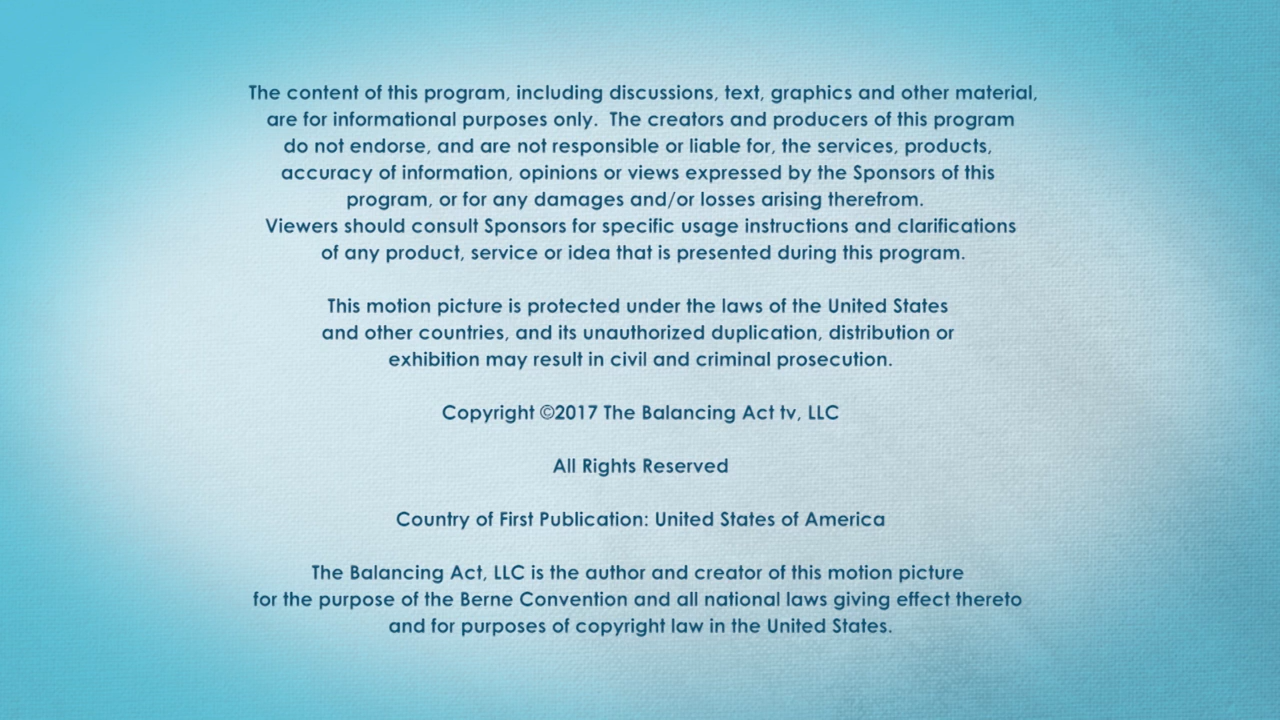 The content of this program, including discussions, text, graphics and other material,
are for informational purposes only.  The creators and producers of this program
do not endorse, and are not responsible or liable for, the services, products,
accuracy of information, opinions or views expressed by the Sponsors of this
program, or for any damages and/or losses arising therefrom.
Viewers should consult Sponsors for specific usage instructions and clarifications
of any product, service or idea that is presented during this program.
This motion picture is protected under the laws of the United States
and other countries, and its unauthorized duplication, distribution or
exhibition may result in civil and criminal prosecution.
Copyright ©2017 The Balancing Act tv, LLC
All Rights Reserved
Country of First Publication: United States of America
The Balancing Act, LLC is the author and creator of this motion picture
for the purpose of the Berne Convention and all national laws giving effect thereto
and for purposes of copyright law in the United States.